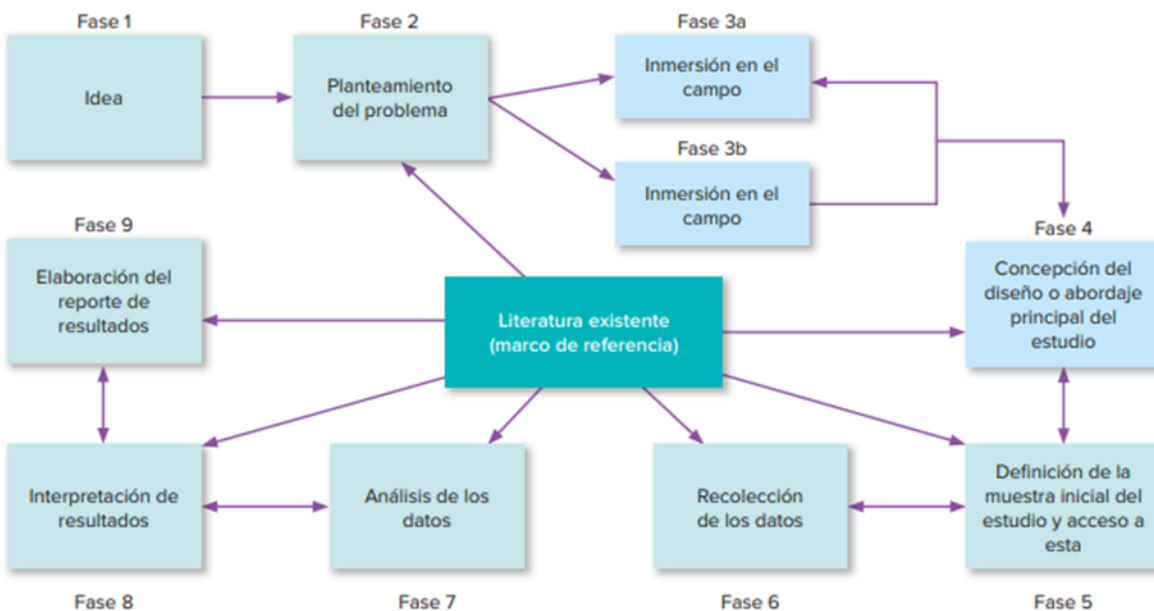 Fase 1
Idea
Fase 2
Planteamiento
del problema
Fase 3a
Inmersión en el
campo
Fase 3b
Inmersión en el
campo
Fase 4
Concepción del
diseño o abordaje
principal del
estudio
Fase 9
Elaboración del
reporte de
resultados
Literatura existente
(marco de referencia)
Interpretación de
resultados
Fase 8
Análisis de los
datos
Fase 7
Recolección
de los datos
Fase 6
Definición de la
muestra inicial del
estudio y acceso a
esta
Fase 5